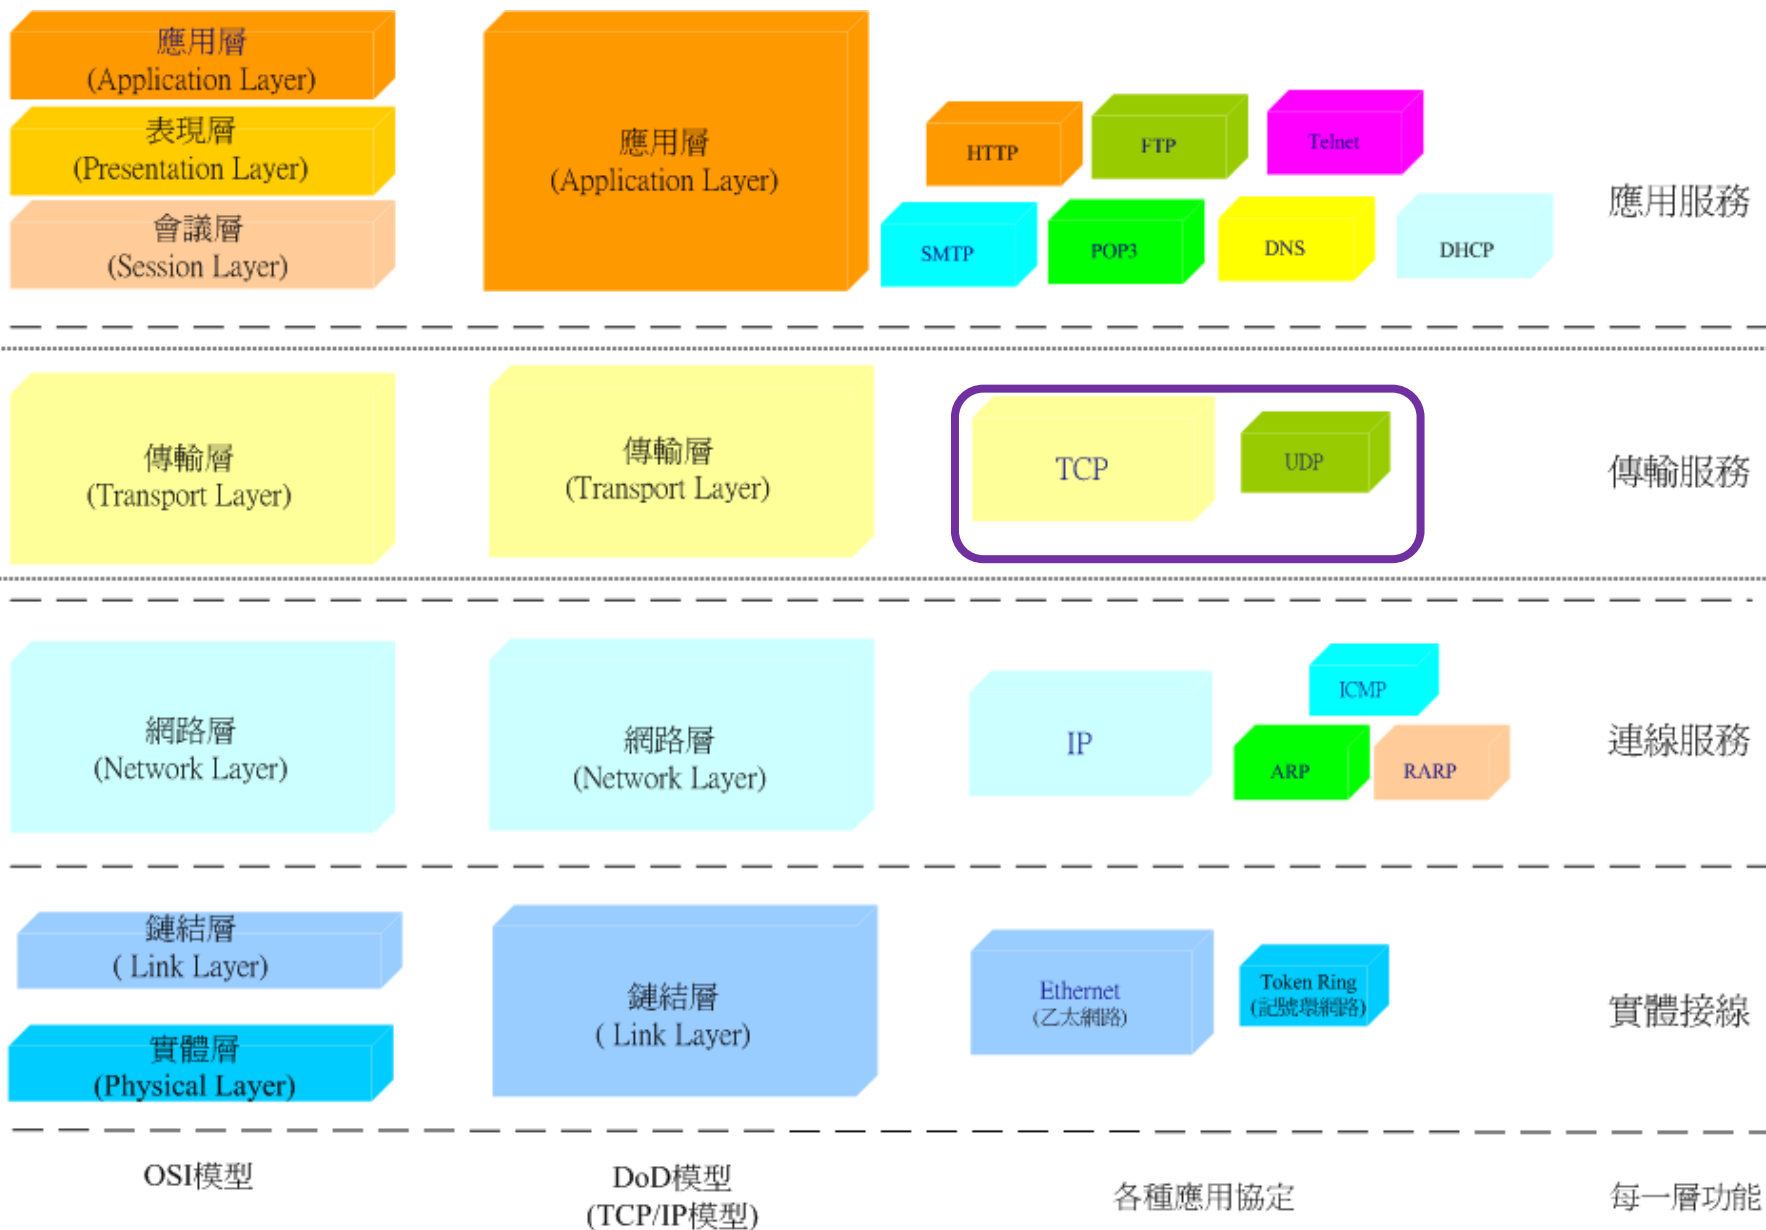 應用層
(Application Layer)
表現層
(Presentation Layer)
會議層
(Session Layer)
應用層
(Application Layer)
HTTP
FTP
Telnet
SMTP
POP3
DNS
DHCP
應用服務
傳輸層
(Transport Layer)
傳輸層
(Transport Layer)
TCP
UDP
傳輸服務
網路層
(Network Layer)
網路層
(Network Layer)
IP
ICMP
ARP
RARP
連線服務
鏈結層
( Link Layer)
實體層
(Physical Layer)
鏈結層
( Link Layer)
Ethernet
(乙太網路)
Token Ring
(記號環網路)
實體接線
OSI模型
DoD模型
(TCP/IP模型)
各種應用協定
每一層功能